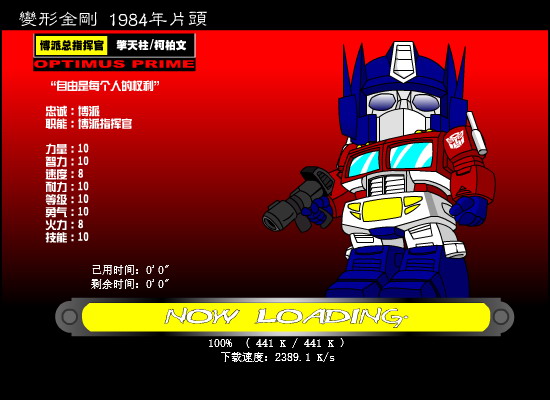 變形金剛 1984年片頭
博派总指挥官 擎天柱/柯柏文
OPTIMUS PRIME
“自由是每个人的权利”
忠诚：博派
职能：博派指挥官
力量：10
智力：10
速度：8
耐力：10
等级：10
勇气：10
火力：8
技能：10
已用时间：0'0"
剩余时间：0'0"
NOW LOADING.
100% ( 441 K / 441 K )
下载速度：2389.1 K/s